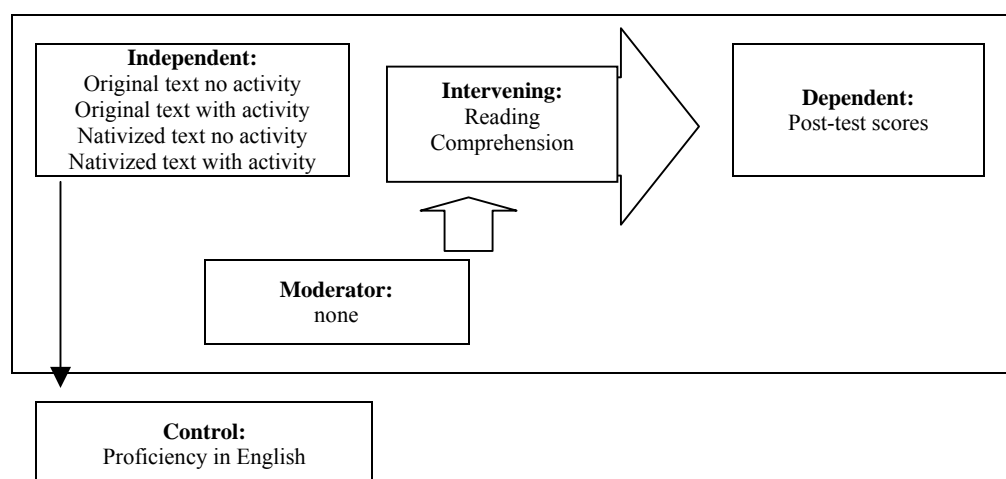 Independent:
Original text no activity
Original text with activity
Nativized text no activity
Nativized text with activity
Intervening:
Reading
Comprehension
Dependent:
Post-test scores
Moderator:
none
Control:
Proficiency in English